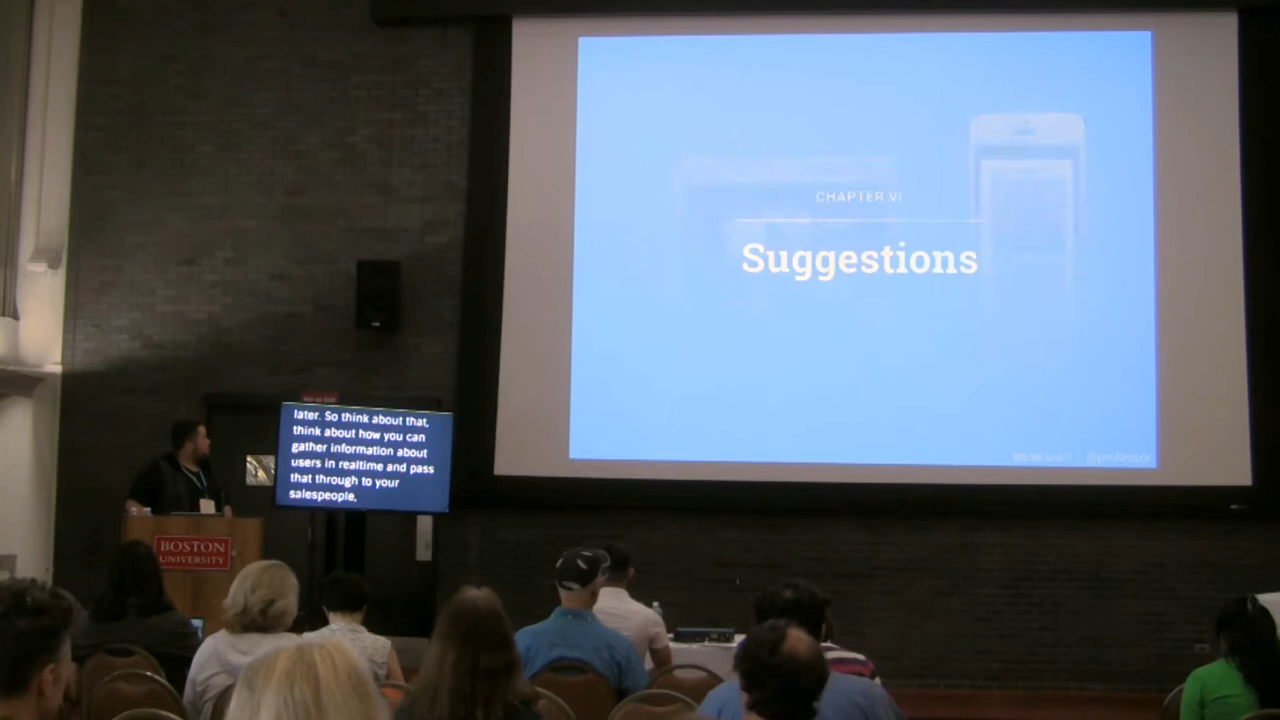 CHAPTER VI
Suggestions
@professor
later. So think about that,
think about how you can
gather information about
users in realtime and pass
that through to your
salespeople,
BOSTON
UNIVERSITY